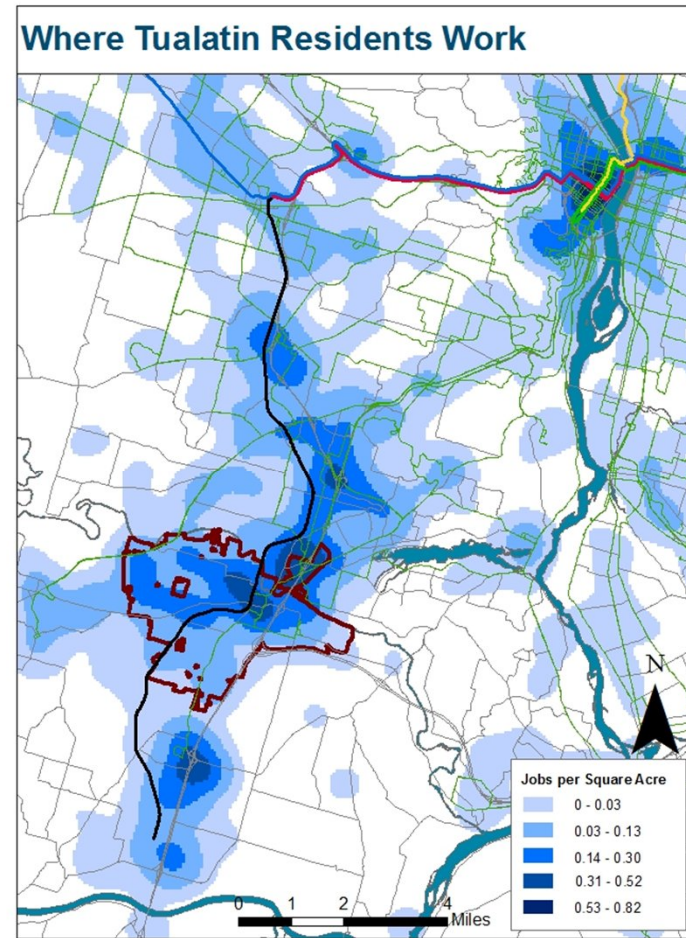 Where Tualatin Residents Work
N
Jobs per Square Acre
0 - 0.03
0.03 - 0.13
0.14 - 0.30
0.31 - 0.52
0.53 - 0.82
0 1 2 4
Miles